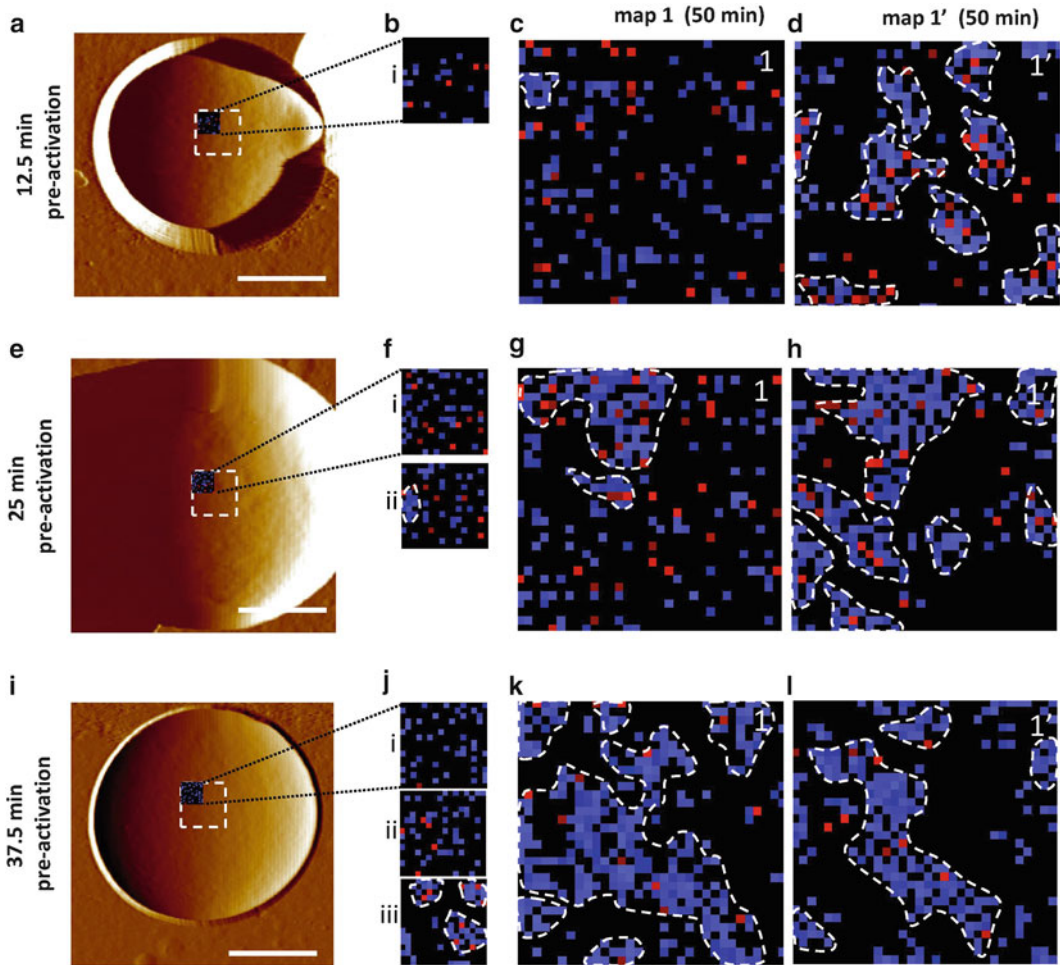 map 1 (50 min)
map 1' (50 min)
a
b
c
d
12.5 min
pre-activation
i
1
1'
e
f
g
h
25 min
pre-activation
i
ii
1
1'
i
j
k
l
37.5 min
pre-activation
i
ii
iii
1
1'